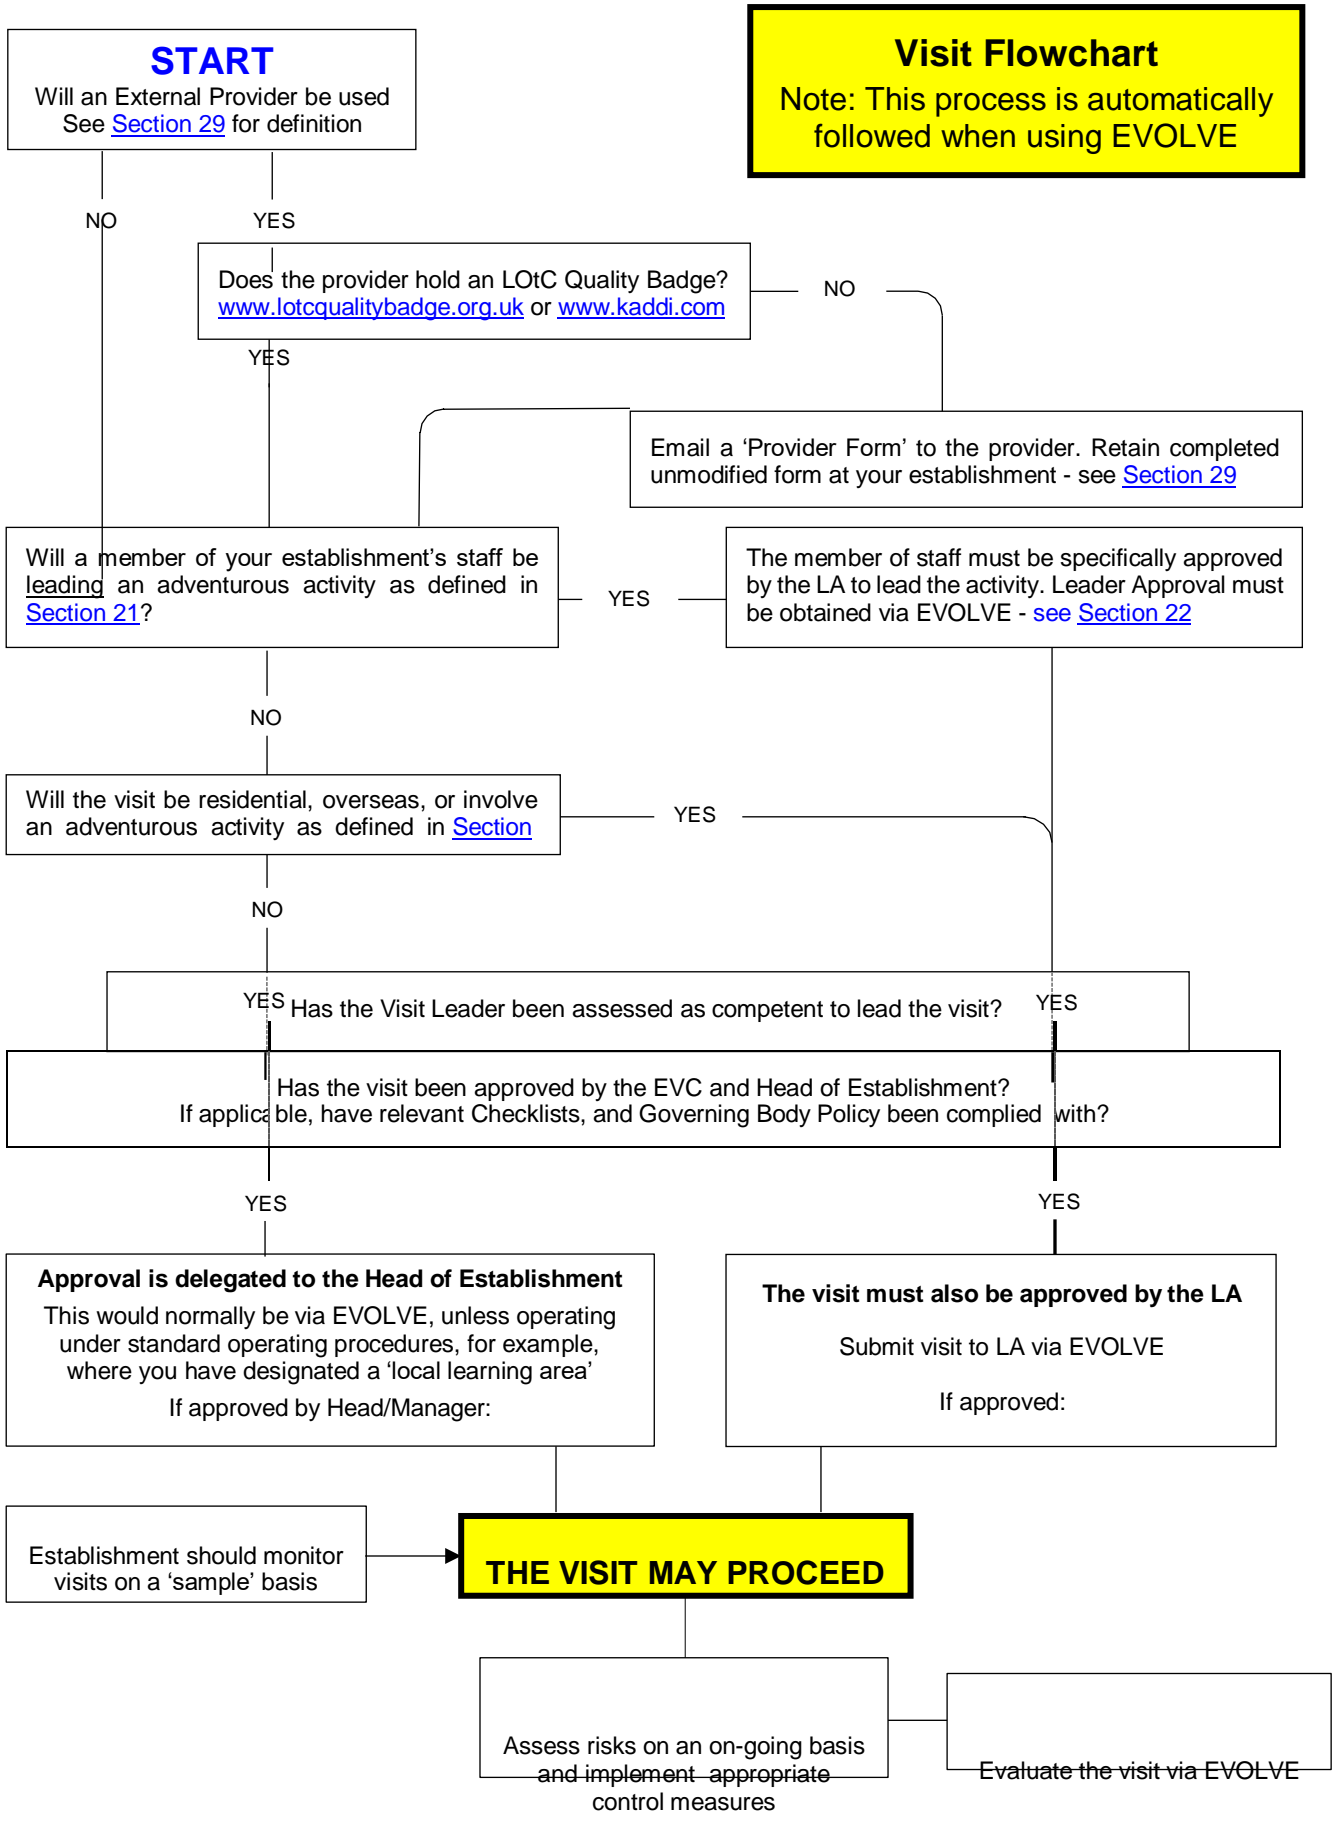 START
Will an External Provider be used
See Section 29 for definition
Visit Flowchart
Note: This process is automatically
followed when using EVOLVE
NO
YES
Does the provider hold an LOtC Quality Badge?
www.lotcqualitybadge.org.uk or www.kaddi.com
NO
YES
Email a ‘Provider Form’ to the provider. Retain completed
unmodified form at your establishment - see Section 29
Will a member of your establishment’s staff be
leading an adventurous activity as defined in
Section 21?
YES
The member of staff must be specifically approved
by the LA to lead the activity. Leader Approval must
be obtained via EVOLVE - see Section 22
NO
Will the visit be residential, overseas, or involve
an adventurous activity as defined in Section
YES
NO
YES
Has the Visit Leader been assessed as competent to lead the visit?
YES
Has the visit been approved by the EVC and Head of Establishment?
If applicable, have relevant Checklists, and Governing Body Policy been complied with?
YES
YES
Approval is delegated to the Head of Establishment
This would normally be via EVOLVE, unless operating
under standard operating procedures, for example,
where you have designated a ‘local learning area’
If approved by Head/Manager:
The visit must also be approved by the LA
Submit visit to LA via EVOLVE
If approved:
Establishment should monitor
visits on a ‘sample’ basis
THE VISIT MAY PROCEED
Assess risks on an on-going basis
and implement appropriate
control measures
Evaluate the visit via EVOLVE